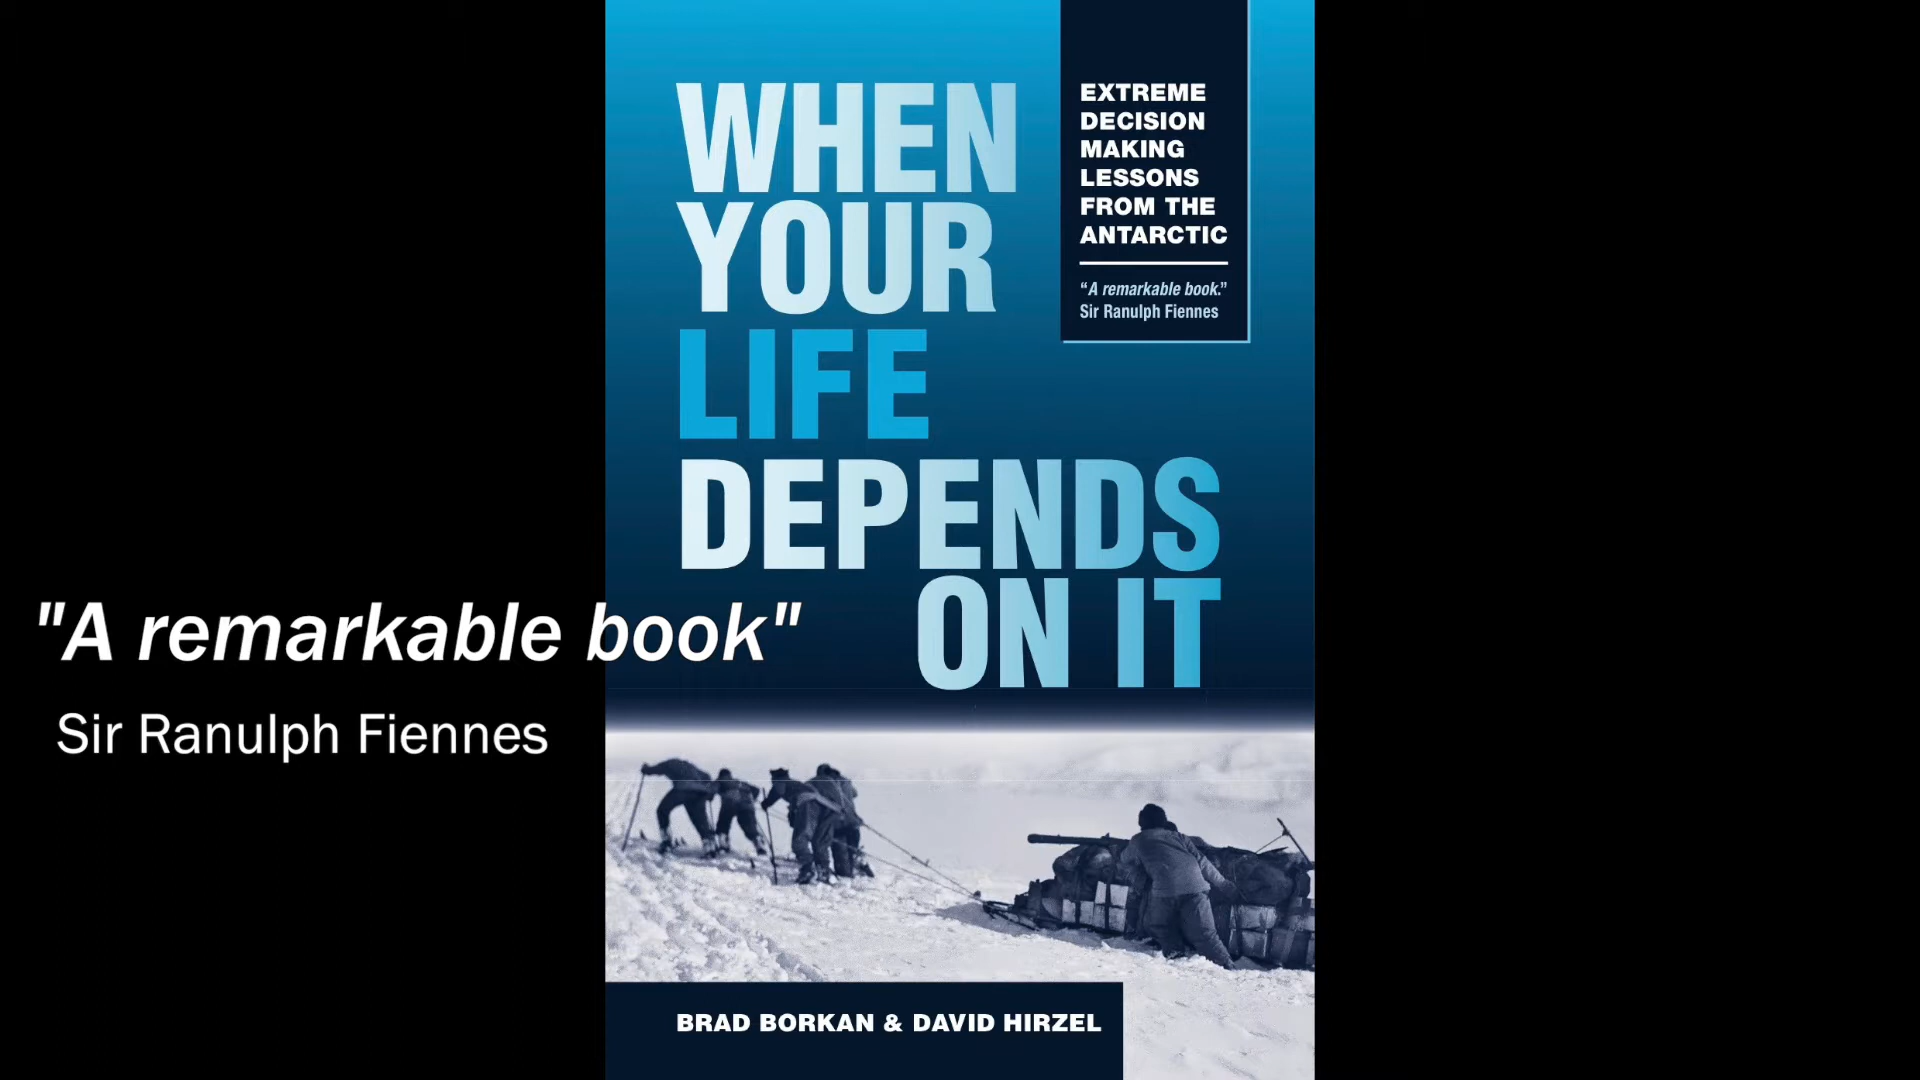 WHEN
YOUR
LIFE
DEPENDS
ON IT
EXTREME
DECISION
MAKING
LESSONS
FROM THE
ANTARCTIC
“A remarkable book.”
Sir Ranulph Fiennes
"A remarkable book"
Sir Ranulph Fiennes
BRAD BORKAN & DAVID HIRZEL